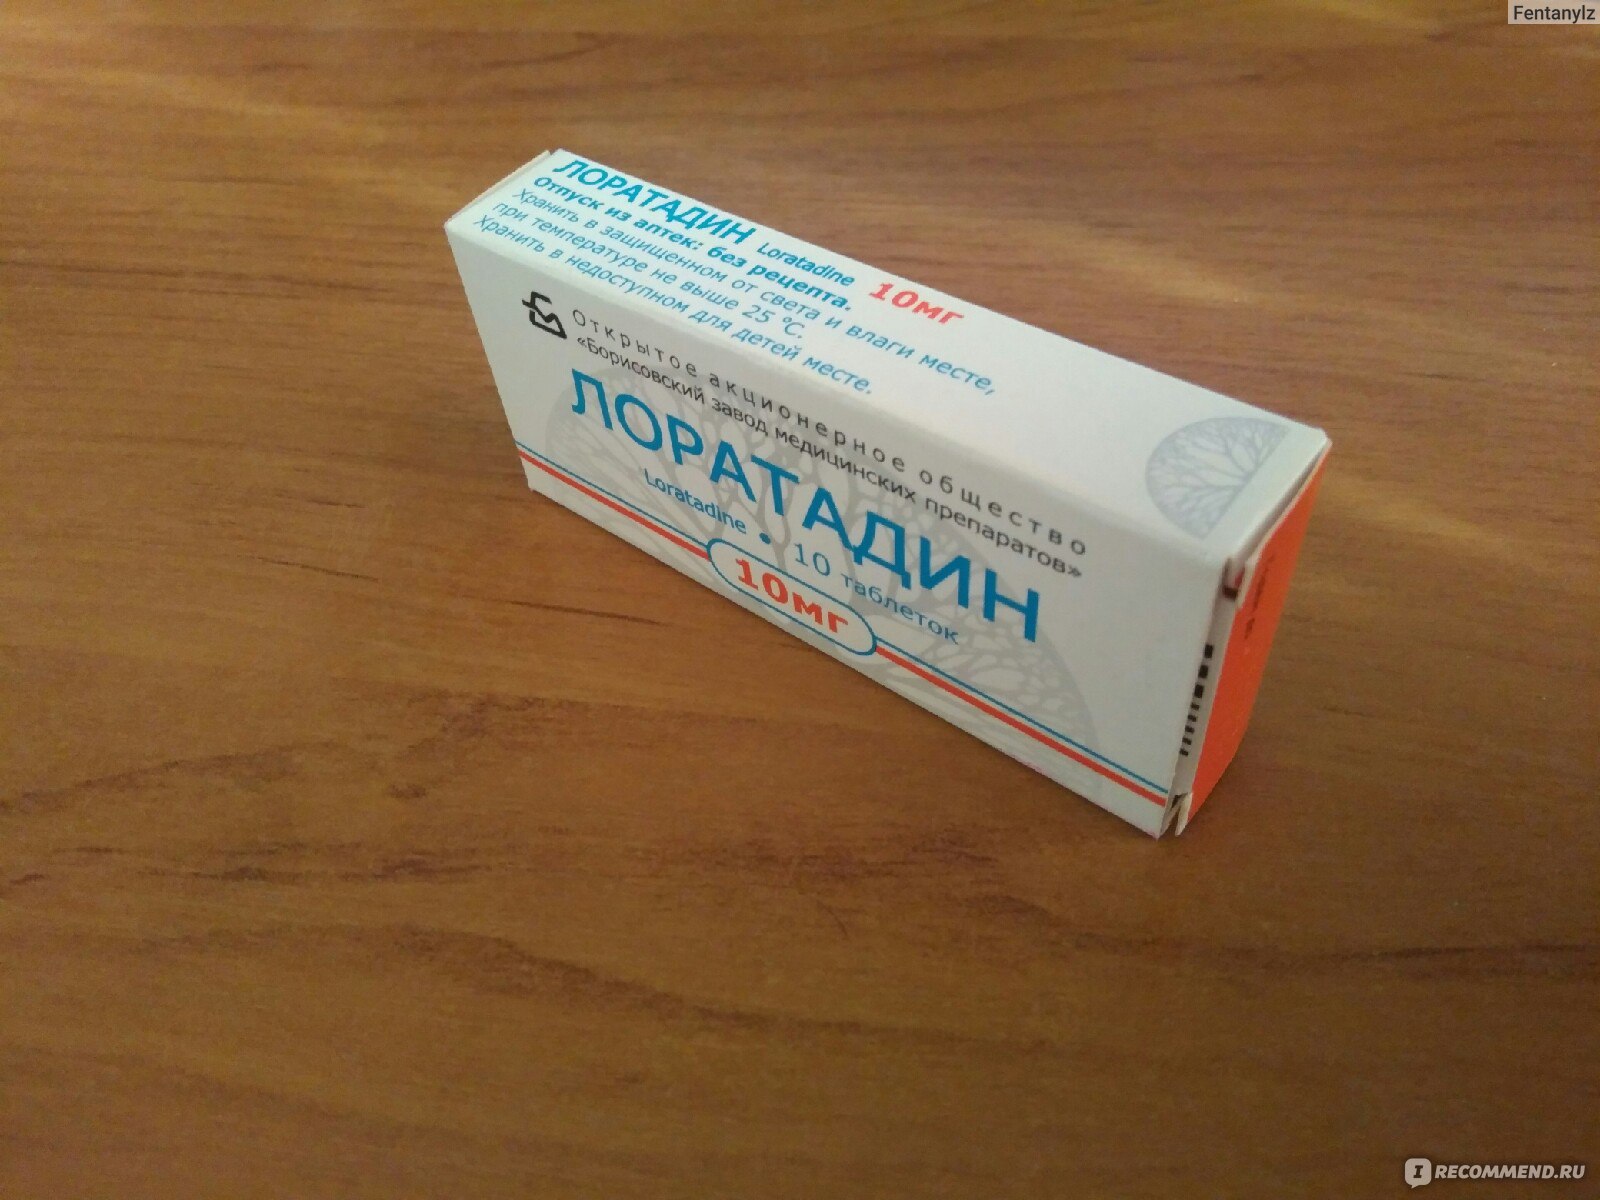 Fentanylz
ЛОРАТАДИН Loratadine 10мг
Отпуск из аптек: без рецепта.
Хранить в защищенном от света и влаги месте,
при температуре не выше 25 °С.
Хранить в недоступном для детей месте.
Открытое акционерное общество
«Борисовский завод медицинских препаратов»
ЛОРАТАДИН
Loratadine • 10 таблеток
10мг
IRECOMMEND.RU